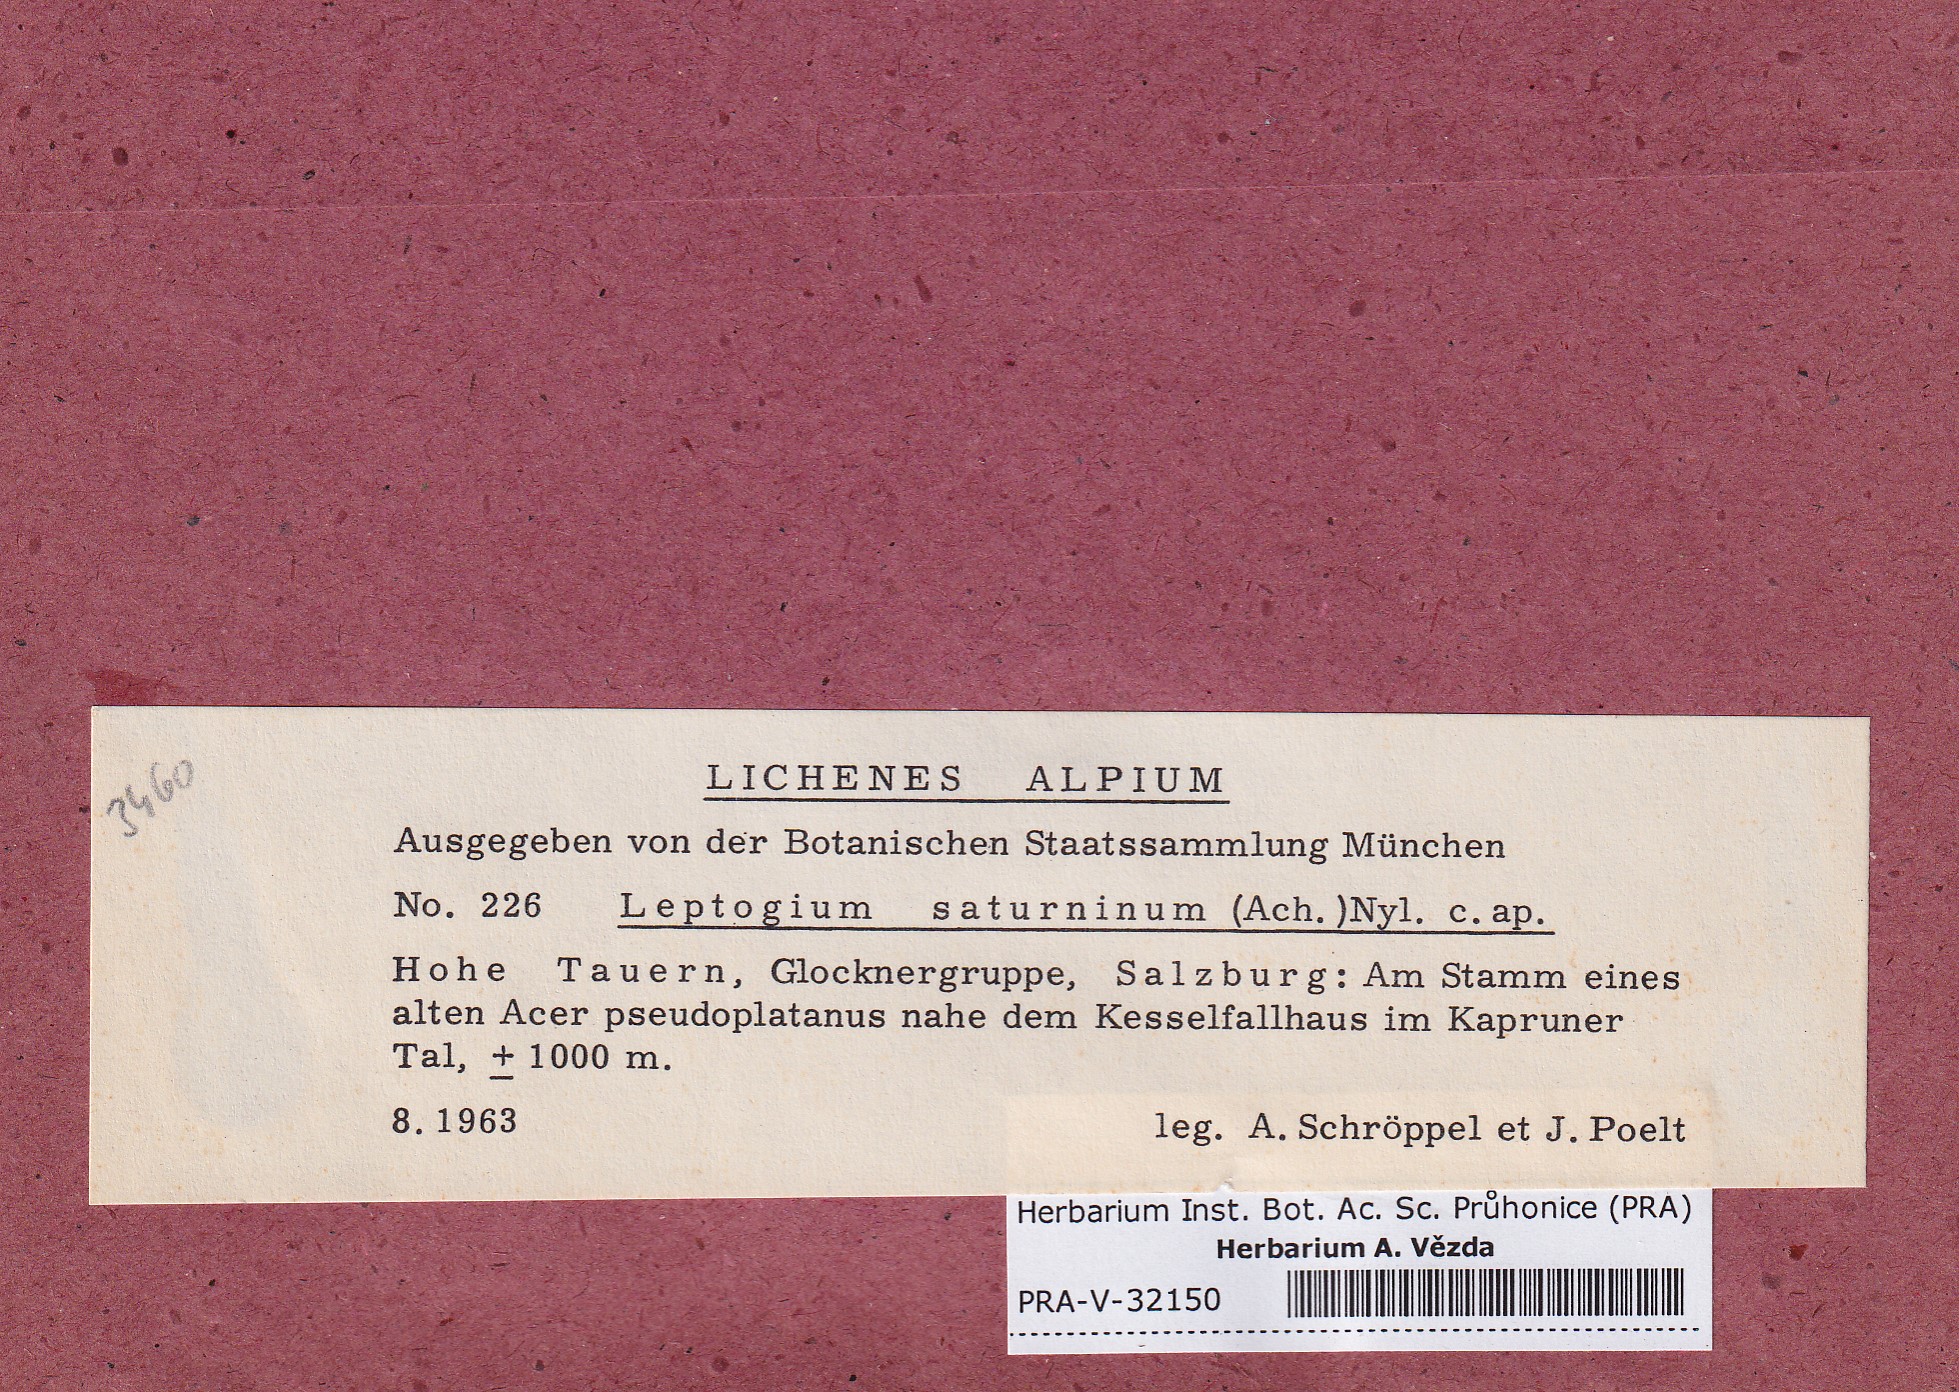 3460
LICHENES ALPIUM
Ausgegeben von der Botanischen Staatssammlung München
No. 226 Leptogium saturninum (Ach.)Nyl. c. ap.
Hohe Tauern, Glocknergruppe, Salzburg: Am Stamm eines
alten Acer pseudoplatanus nahe dem Kesselfallhaus im Kapruner
Tal, ± 1000 m.
8. 1963 leg. A. Schröppel et J. Poelt
Herbarium Inst. Bot. Ac. Sc. Průhonice (PRA)
Herbarium A. Vězda
PRA-V-32150